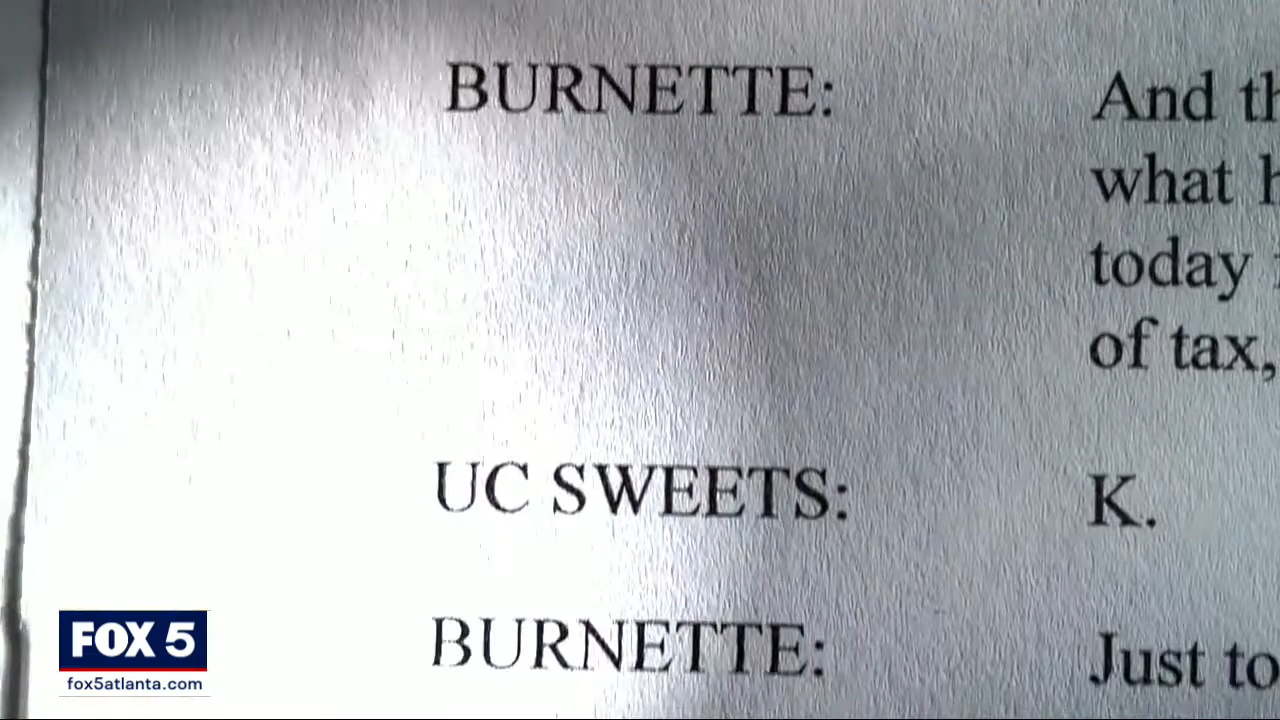 BURNETTE: And th
what h
today
of tax,
UC SWEETS: K.
BURNETTE: Just to
FOX 5
fox5atlanta.com